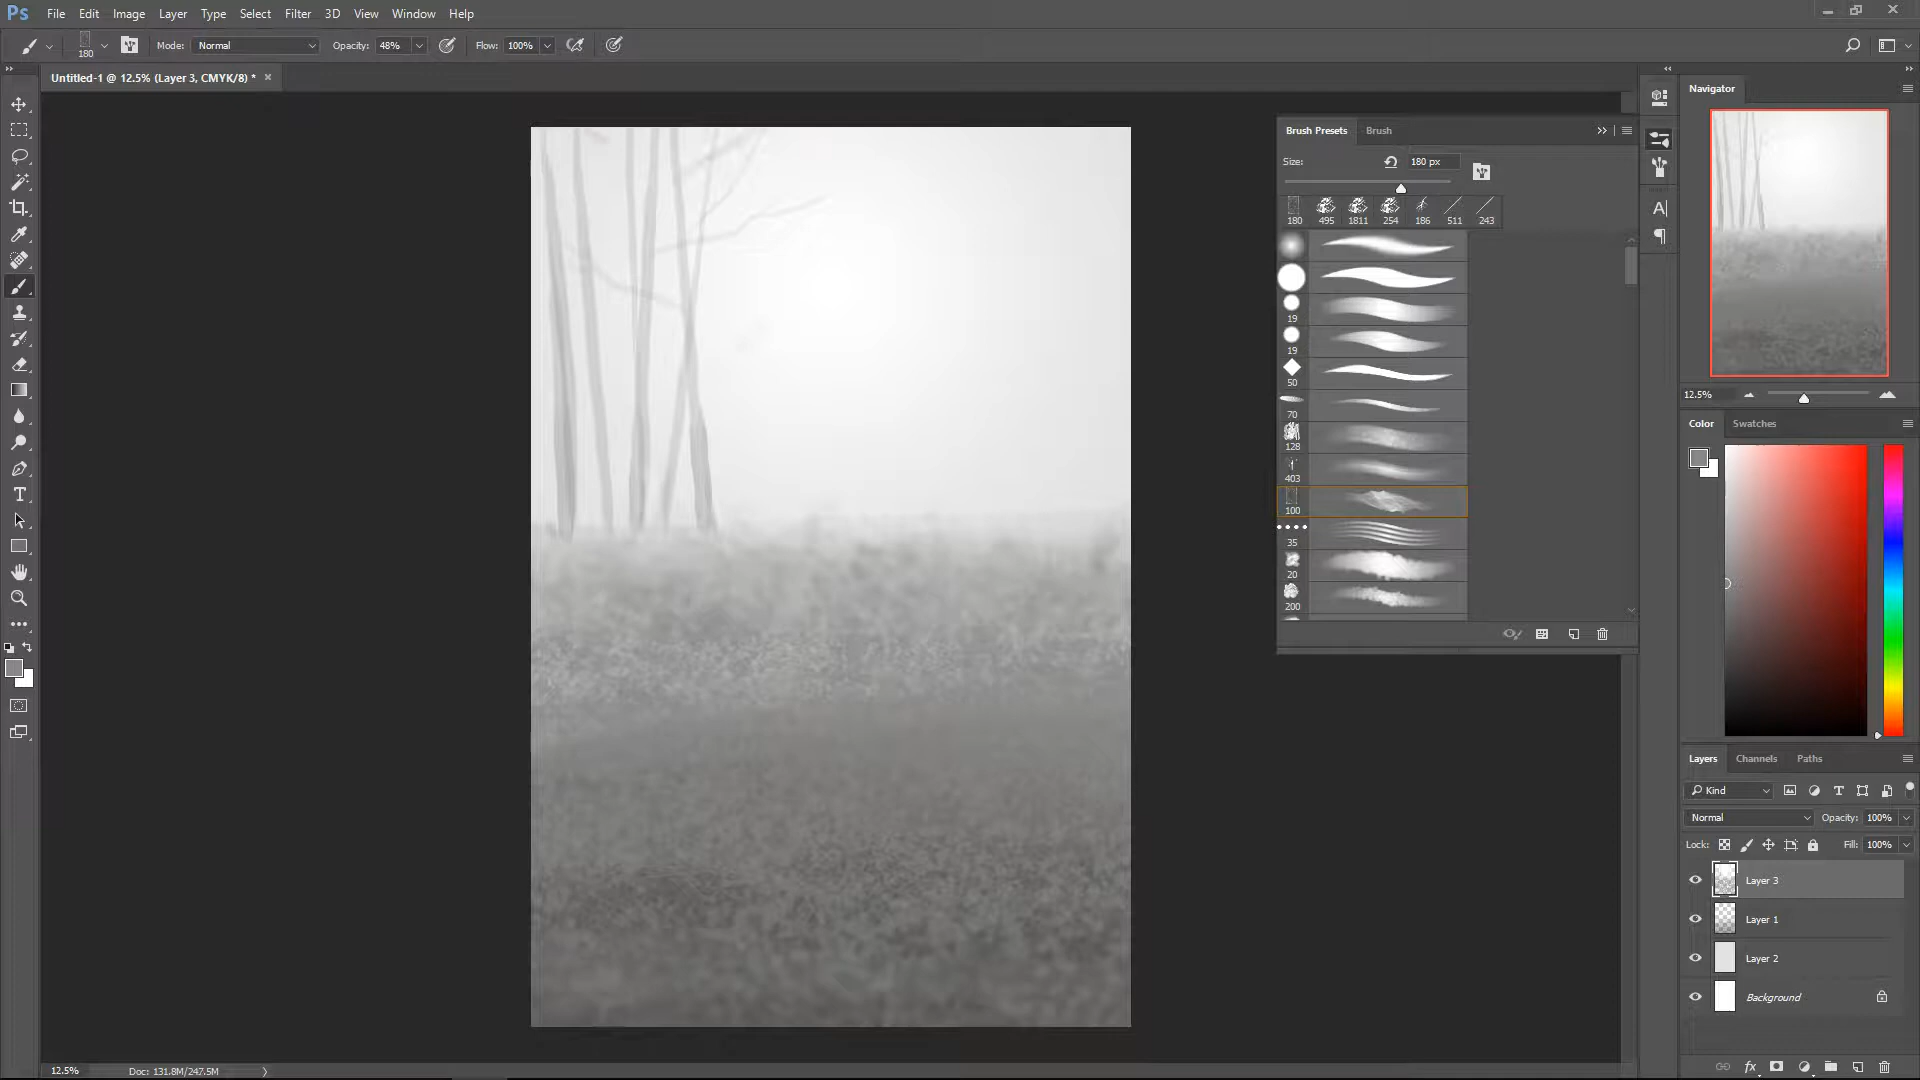 Ps File Edit Image Layer Type Select Filter 3D View Window Help
180 Mode: Normal Opacity: 48% Flow: 100%
Untitled-1 @ 12.5% (Layer 3, CMYK/8) * ×
Navigator
12.5%
Brush Presets Brush
Size: 180 px
180 495 1811 254 186 511 243
19
19
50
70
128
403
100
35
20
200
Color Swatches
Layers Channels Paths
Kind
Normal Opacity: 100%
Lock: Fill: 100%
Layer 3
Layer 1
Layer 2
Background
12.5% Doc: 131.8M/247.5M